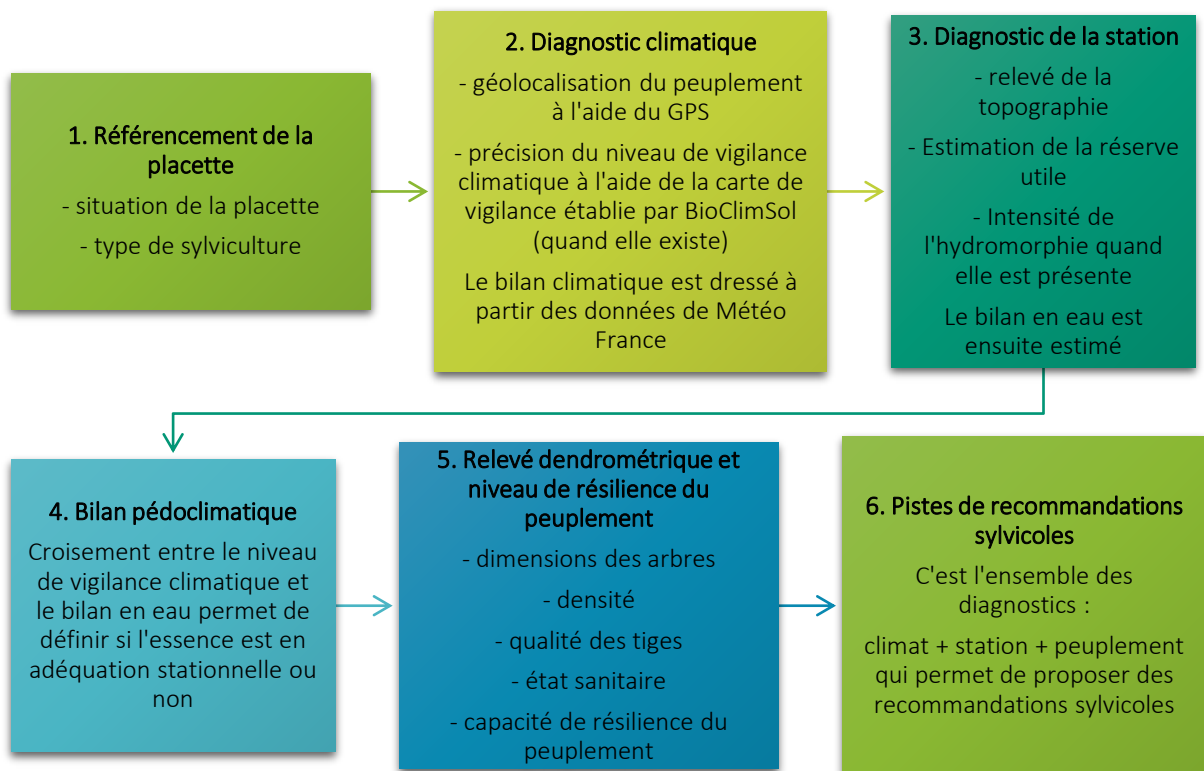 1. Référencement de la
placette
- situation de la placette
- type de sylviculture
2. Diagnostic climatique
- géolocalisation du peuplement
à l'aide du GPS
- précision du niveau de vigilance
climatique à l'aide de la carte de
vigilance établie par BioClimSol
(quand elle existe)
Le bilan climatique est dressé à
partir des données de Météo
France
3. Diagnostic de la station
- relevé de la
topographie
- Estimation de la réserve
utile
- Intensité de
l'hydromorphie quand
elle est présente
Le bilan en eau est
ensuite estimé
4. Bilan pédoclimatique
Croisement entre le niveau
de vigilance climatique et
le bilan en eau permet de
définir si l'essence est en
adéquation stationnelle ou
non
5. Relevé dendrométrique et
niveau de résilience du
peuplement
- dimensions des arbres
- densité
- qualité des tiges
- état sanitaire
- capacité de résilience du
peuplement
6. Pistes de recommandations
sylvicoles
C'est l'ensemble des
diagnostics :
climat + station + peuplement
qui permet de proposer des
recommandations sylvicoles